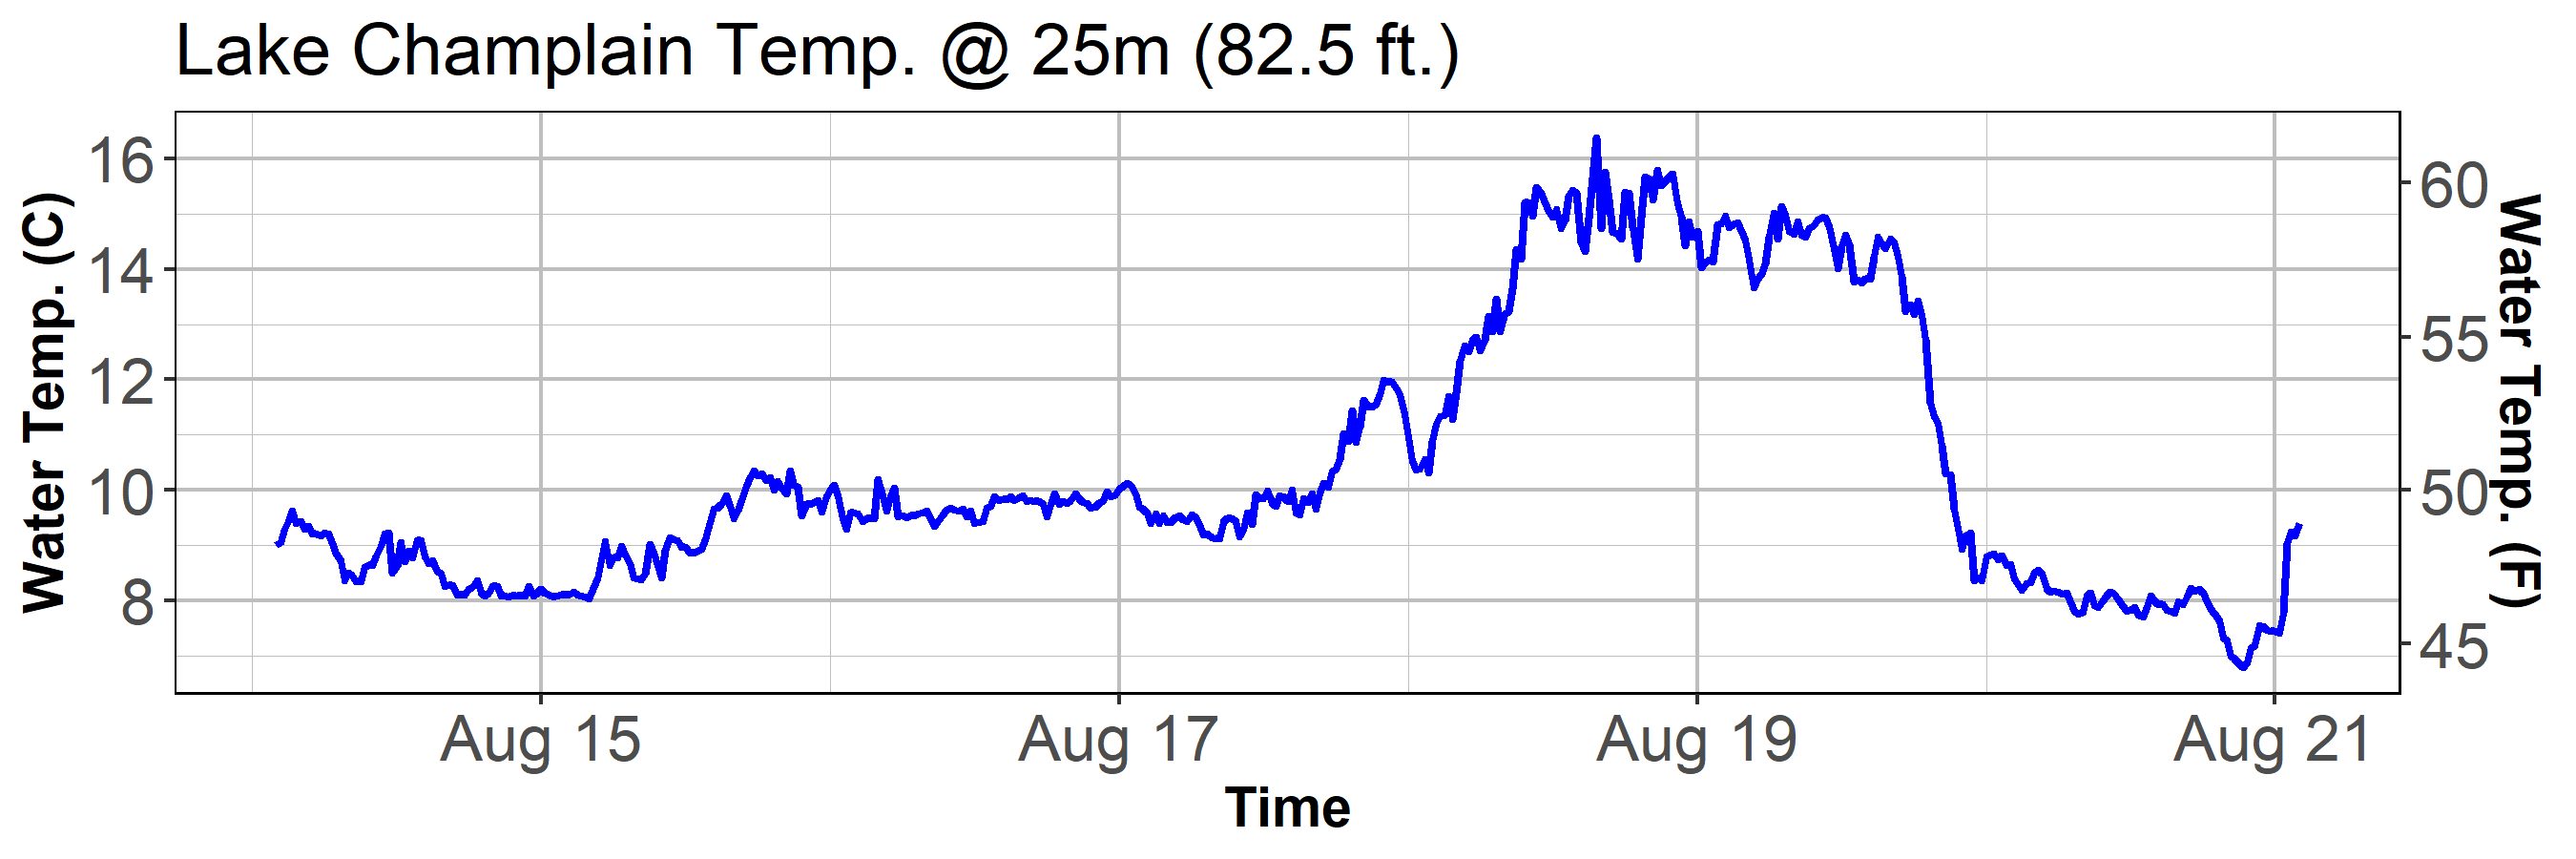 Lake Champlain Temp. @ 25m (82.5 ft.)
Water Temp. (C)
16
14
12
10
8
60
55
50
45
Water Temp. (F)
Aug 15 Aug 17 Aug 19 Aug 21
Time